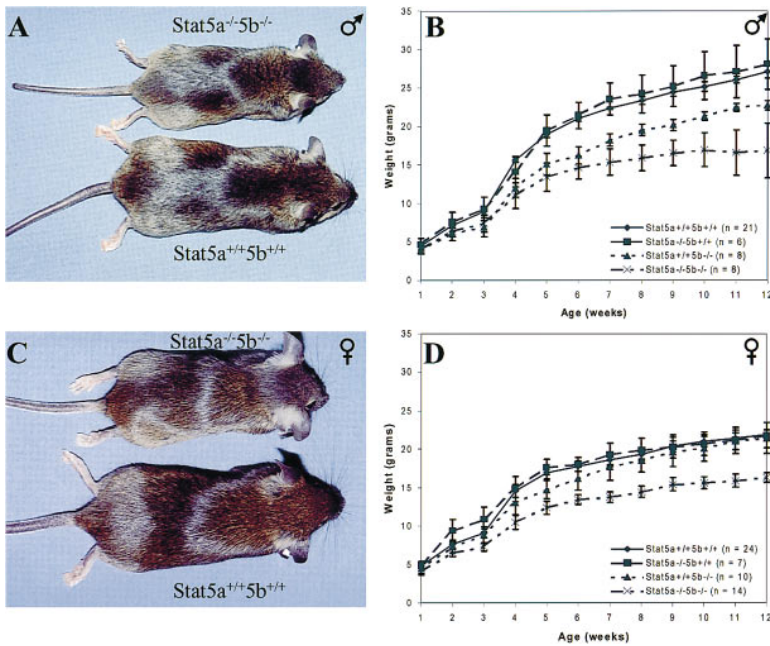 A
Stat5a-/-5b-/-
♂
Stat5a+/+5b+/+
B
♂
Weight (grams)
35
30
25
20
15
10
5
0
Stat5a+/+5b+/+ (n = 21)
Stat5a-/-5b+/+ (n = 6)
Stat5a+/+5b-/- (n = 8)
Stat5a-/-5b-/- (n = 8)
1 2 3 4 5 6 7 8 9 10 11 12
Age (weeks)
C
Stat5a-/-5b-/-
♀
Stat5a+/+5b+/+
D
♀
Weight (grams)
35
30
25
20
15
10
5
0
Stat5a+/+5b+/+ (n = 24)
Stat5a-/-5b+/+ (n = 7)
Stat5a+/+5b-/- (n = 10)
Stat5a-/-5b-/- (n = 14)
1 2 3 4 5 6 7 8 9 10 11 12
Age (weeks)